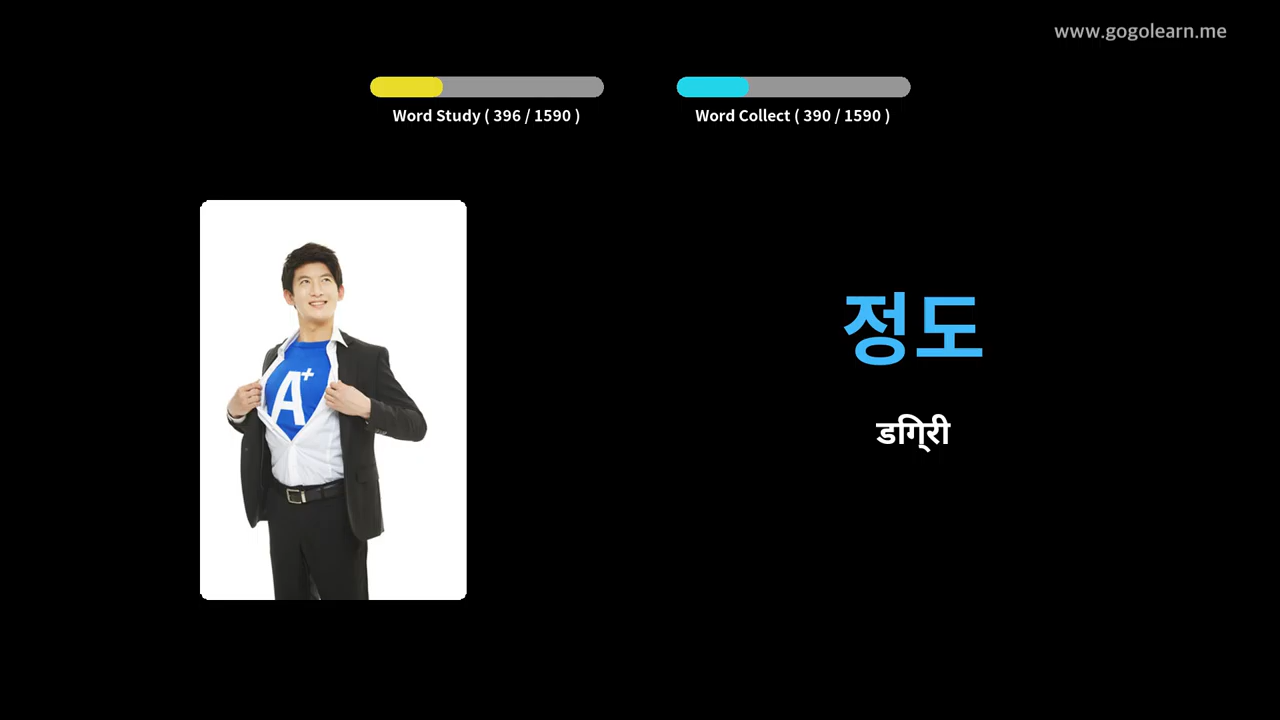 www.gogolearn.me
Word Study ( 396 / 1590 )
Word Collect ( 390 / 1590 )
A+
정도
डिग्री